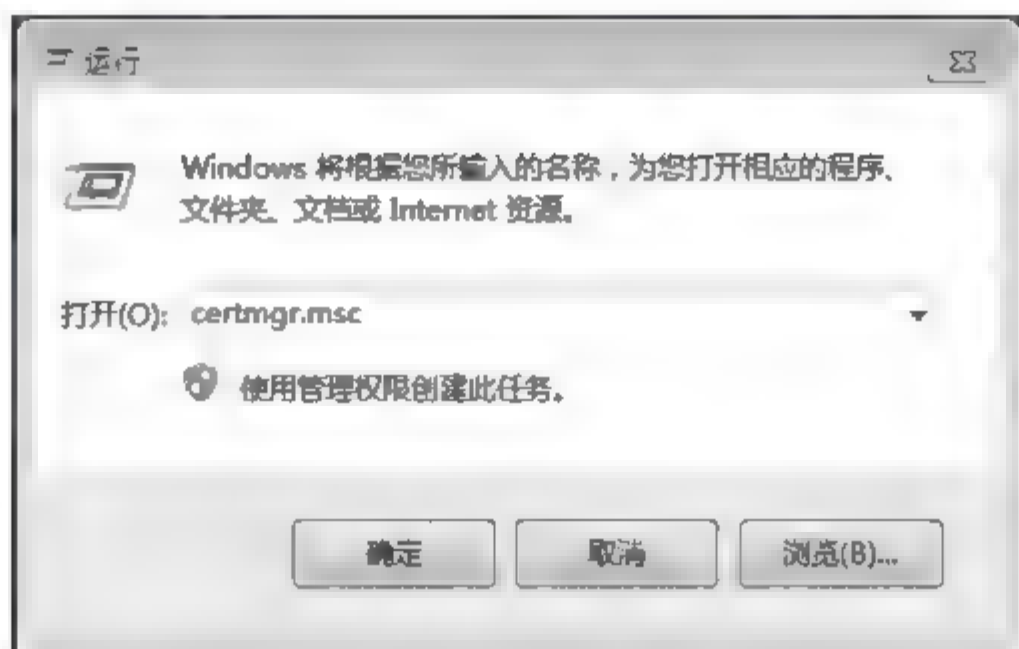 运行
Windows 将根据您所输入的名称，为您打开相应的程序、
文件夹、文档或 Internet 资源。
打开(O): certmgr.msc
使用管理权限创建此任务。
确定 取消 浏览(B)...